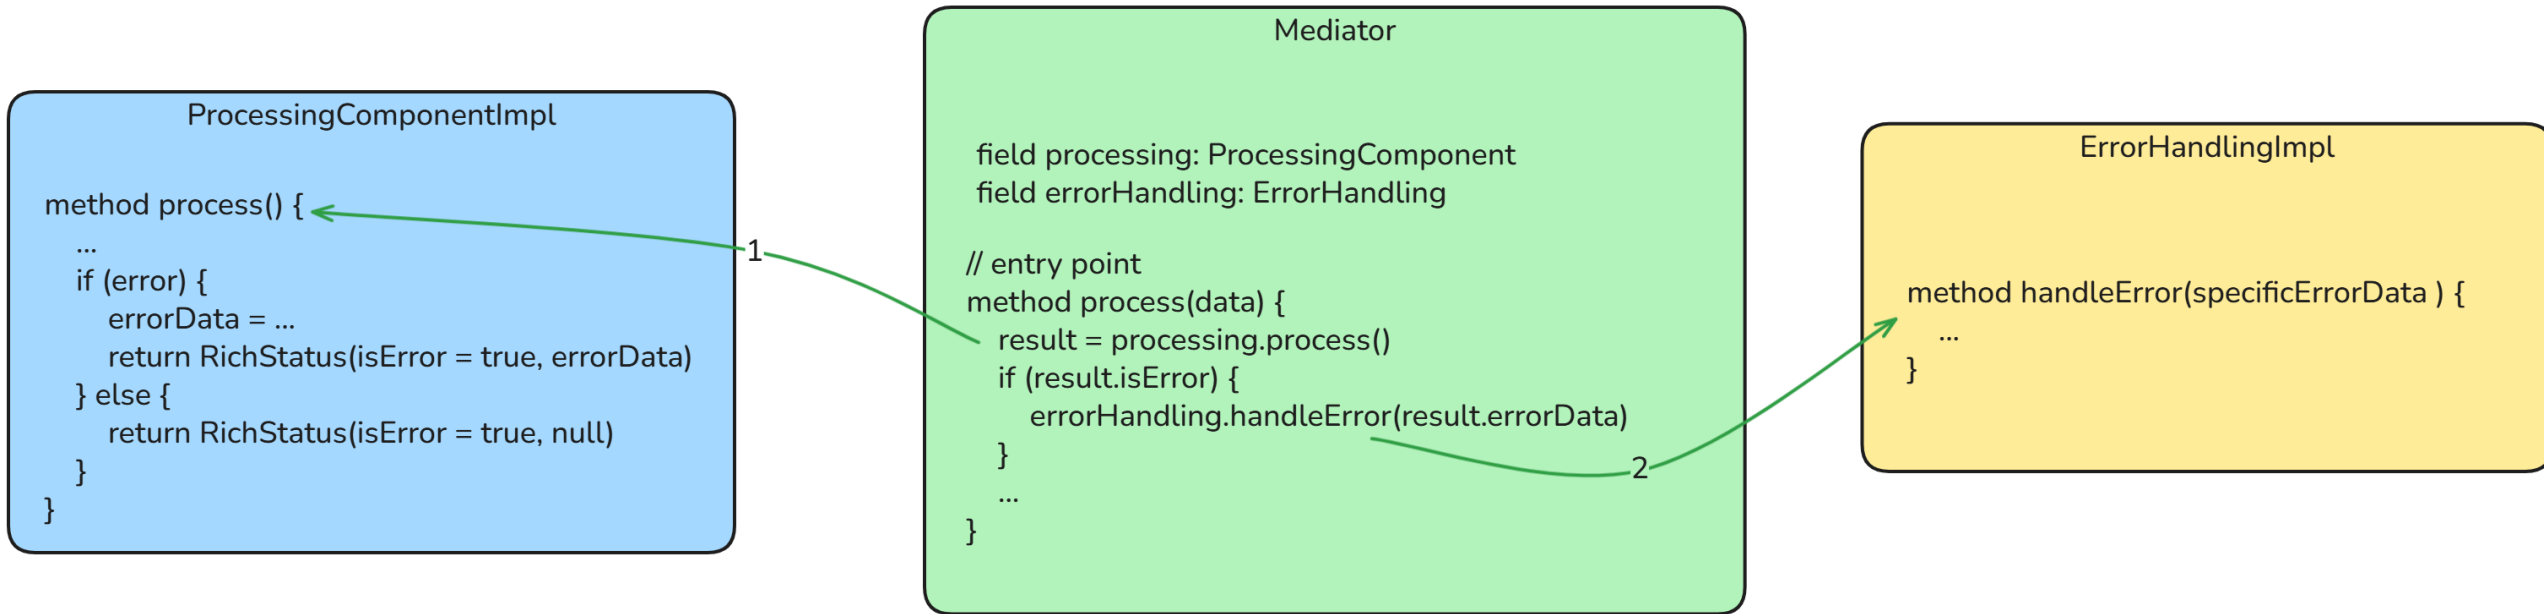 ProcessingComponentImpl
method process() {
...
if (error) {
errorData = ...
return RichStatus(isError = true, errorData)
} else {
return RichStatus(isError = true, null)
}
}
1
Mediator
field processing: ProcessingComponent
field errorHandling: ErrorHandling
// entry point
method process(data) {
result = processing.process()
if (result.isError) {
errorHandling.handleError(result.errorData)
}
...
}
2
ErrorHandlingImpl
method handleError(specificErrorData ) {
...
}